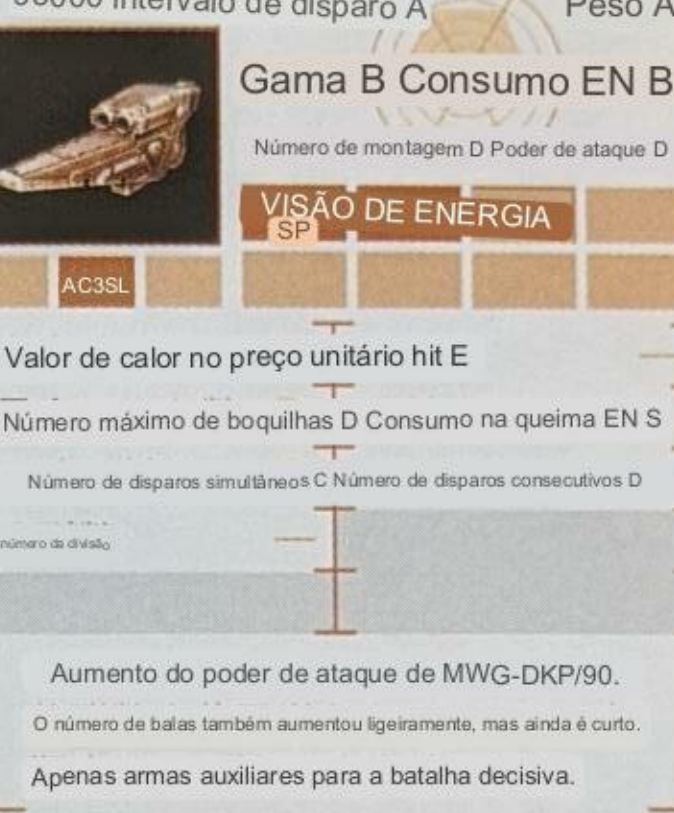 Intervalo de disparo A
Peso A
Gama B Consumo EN B
Número de montagem D Poder de ataque D
VISÃO DE ENERGIA
SP
AC3SL
Valor de calor no preço unitário hit E
Número máximo de boquilhas D Consumo na queima EN S
Número de disparos simultâneos C Número de disparos consecutivos D
número da divisão
Aumento do poder de ataque de MWG-DKP/90.
O número de balas também aumentou ligeiramente, mas ainda é curto.
Apenas armas auxiliares para a batalha decisiva.